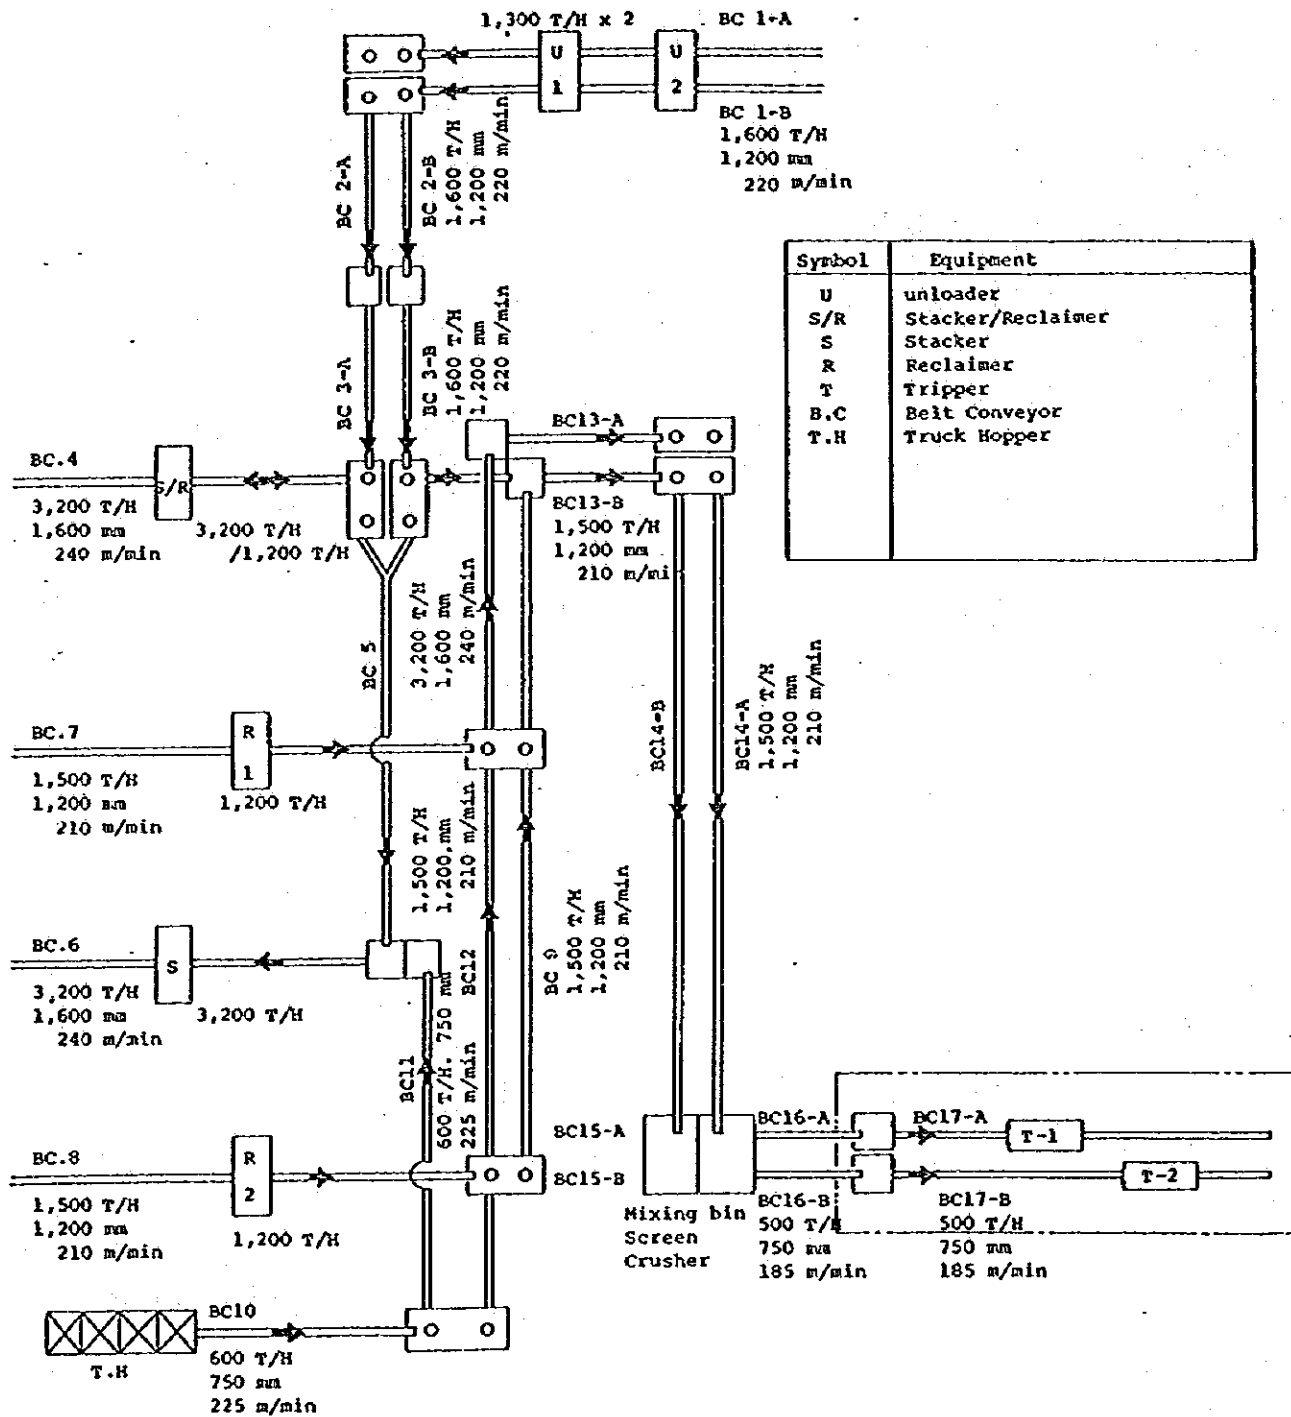 1,300 T/H x 2
BC 1-A
U
1
U
2
BC 1-B
1,600 T/H
1,200 mm
220 m/min
BC 2-A
BC 2-B
1,600 T/H
1,200 mm
220 m/min
Symbol Equipment
U unloader
S/R Stacker/Reclaimer
S Stacker
R Reclaimer
T Tripper
B.C Belt Conveyor
T.H Truck Hopper
BC 3-A
BC 3-B
1,600 T/H
1,200 mm
220 m/min
BC13-A
BC.4
S/R
3,200 T/H
1,600 mm
240 m/min
3,200 T/H
/1,200 T/H
BC13-B
1,500 T/H
1,200 mm
210 m/mi
BC 5
3,200 T/H
1,600 mm
240 m/min
BC14-B
BC14-A
1,500 T/H
1,200 mm
210 m/min
BC.7
R
1
1,500 T/H
1,200 mm
210 m/min
1,200 T/H
1,500 T/H
1,200,mm
210 m/min
BC12
BC 9
1,500 T/H
1,200 mm
210 m/min
BC.6
S
3,200 T/H
1,600 mm
240 m/min
3,200 T/H
BC11
600 T/H. 750 mm
225 m/min
BC.8
R
2
1,500 T/H
1,200 mm
210 m/min
1,200 T/H
BC15-A
BC15-B
Mixing bin
Screen
Crusher
BC16-A
BC17-A
T-1
T-2
BC16-B
500 T/H
750 mm
185 m/min
BC17-B
500 T/H
750 mm
185 m/min
BC10
T.H
600 T/H
750 mm
225 m/min